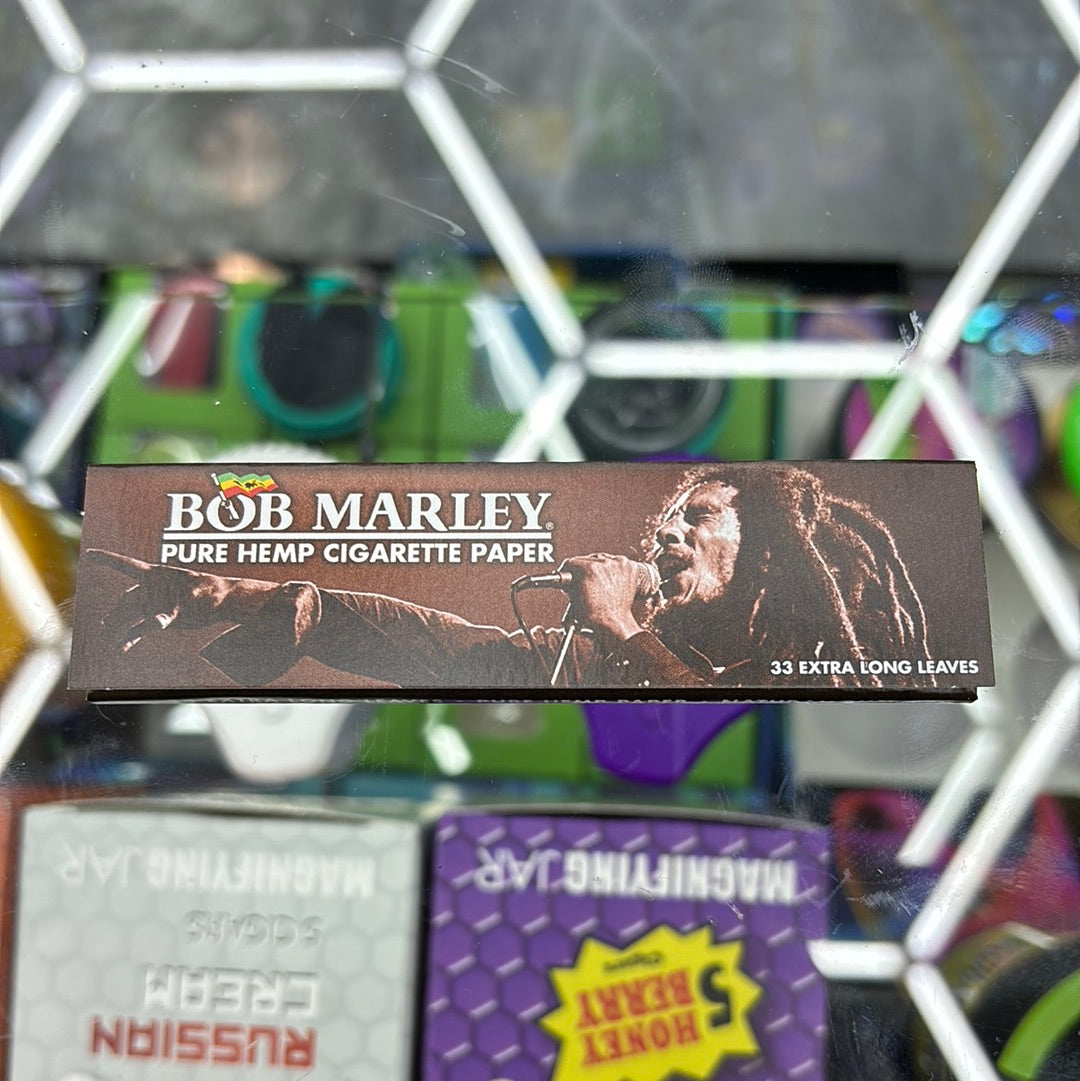 BOB MARLEY®
PURE HEMP CIGARETTE PAPER
33 EXTRA LONG LEAVES
MAGNIFYING JAR
5 CIGARS
RUSSIAN
CREAM
MAGNIFYING JAR
5
HONEY
BERRY